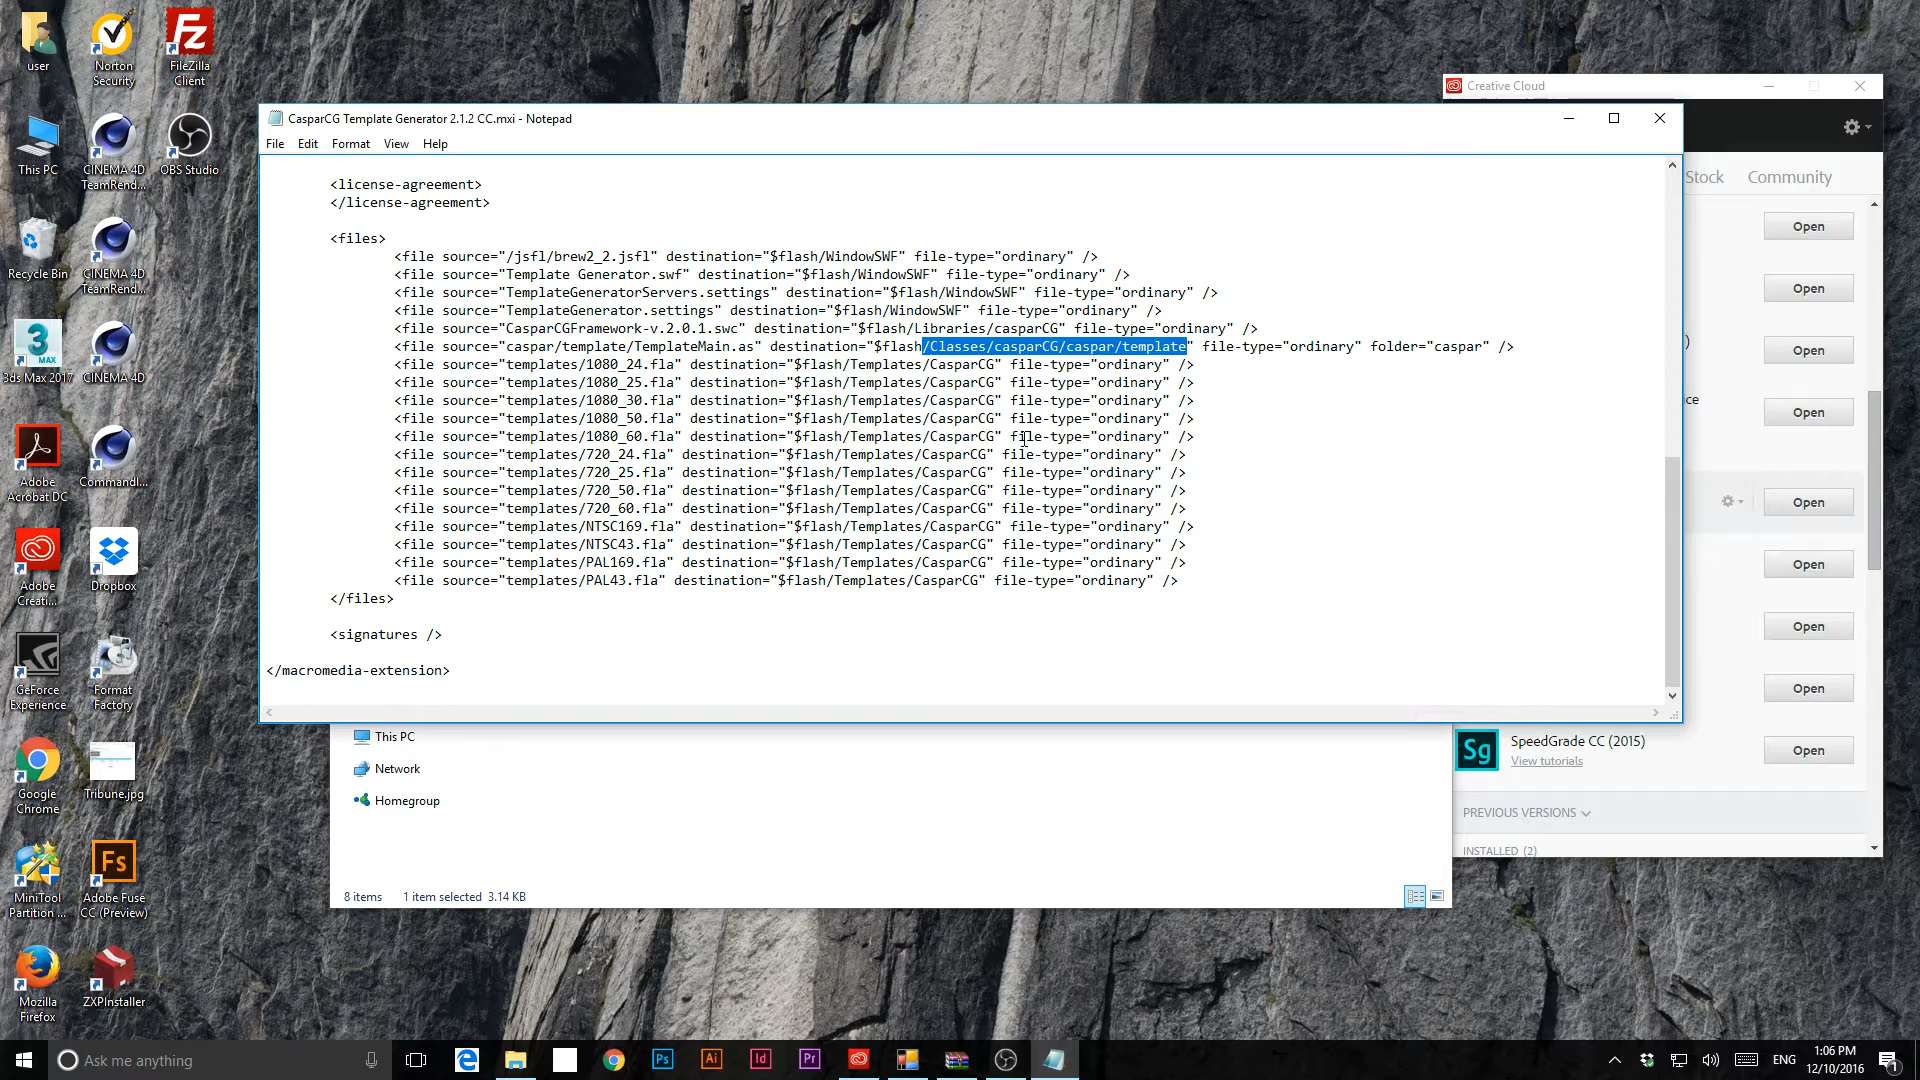 user
Norton
Security
FileZilla
Client
This PC
CINEMA 4D
TeamRend...
OBS Studio
Recycle Bin
CINEMA 4D
TeamRend...
3ds Max 2017
CINEMA 4D
Adobe
Acrobat DC
CommandI...
Adobe
Creati...
Dropbox
GeForce
Experience
Format
Factory
Google
Chrome
Tribune.jpg
MiniTool
Partition ...
Adobe Fuse
CC (Preview)
Mozilla
Firefox
ZXPInstaller
CasparCG Template Generator 2.1.2 CC.mxi - Notepad
File Edit Format View Help
<license-agreement>
</license-agreement>
<files>
<file source="/jsfl/brew2_2.jsfl" destination="$flash/WindowSWF" file-type="ordinary" />
<file source="Template Generator.swf" destination="$flash/WindowSWF" file-type="ordinary" />
<file source="TemplateGeneratorServers.settings" destination="$flash/WindowSWF" file-type="ordinary" />
<file source="TemplateGenerator.settings" destination="$flash/WindowSWF" file-type="ordinary" />
<file source="CasparCGFramework-v.2.0.1.swc" destination="$flash/Libraries/casparCG" file-type="ordinary" />
<file source="caspar/template/TemplateMain.as" destination="$flash/Classes/casparCG/caspar/template" file-type="ordinary" folder="caspar" />
<file source="templates/1080_24.fla" destination="$flash/Templates/CasparCG" file-type="ordinary" />
<file source="templates/1080_25.fla" destination="$flash/Templates/CasparCG" file-type="ordinary" />
<file source="templates/1080_30.fla" destination="$flash/Templates/CasparCG" file-type="ordinary" />
<file source="templates/1080_50.fla" destination="$flash/Templates/CasparCG" file-type="ordinary" />
<file source="templates/1080_60.fla" destination="$flash/Templates/CasparCG" file-type="ordinary" />
<file source="templates/720_24.fla" destination="$flash/Templates/CasparCG" file-type="ordinary" />
<file source="templates/720_25.fla" destination="$flash/Templates/CasparCG" file-type="ordinary" />
<file source="templates/720_50.fla" destination="$flash/Templates/CasparCG" file-type="ordinary" />
<file source="templates/720_60.fla" destination="$flash/Templates/CasparCG" file-type="ordinary" />
<file source="templates/NTSC169.fla" destination="$flash/Templates/CasparCG" file-type="ordinary" />
<file source="templates/NTSC43.fla" destination="$flash/Templates/CasparCG" file-type="ordinary" />
<file source="templates/PAL169.fla" destination="$flash/Templates/CasparCG" file-type="ordinary" />
<file source="templates/PAL43.fla" destination="$flash/Templates/CasparCG" file-type="ordinary" />
</files>
<signatures />
</macromedia-extension>
This PC
Network
Homegroup
8 items 1 item selected 3.14 KB
Creative Cloud
Stock Community
Open
Open
) Open
ice
Open
Open
Open
Open
Open
Sg SpeedGrade CC (2015)
View tutorials
Open
PREVIOUS VERSIONS
INSTALLED (2)
Ask me anything
Ps Ai Id Pr
ENG
1:06 PM
12/10/2016
1